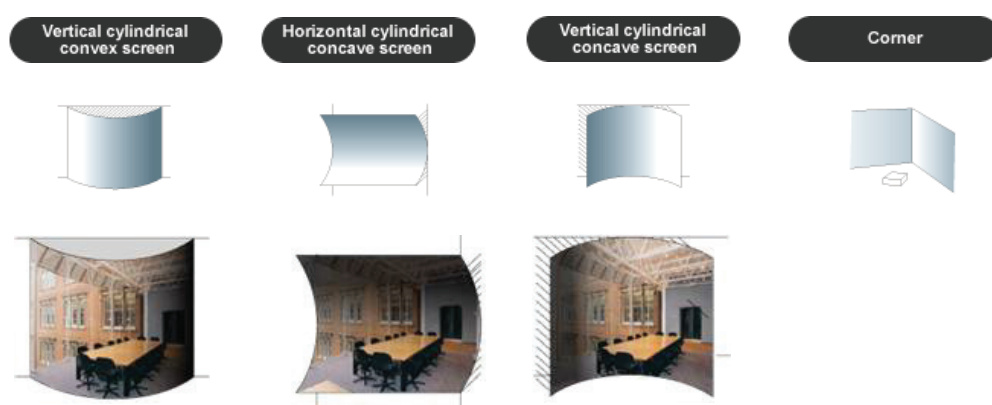 Vertical cylindrical
convex screen
Horizontal cylindrical
concave screen
Vertical cylindrical
concave screen
Corner